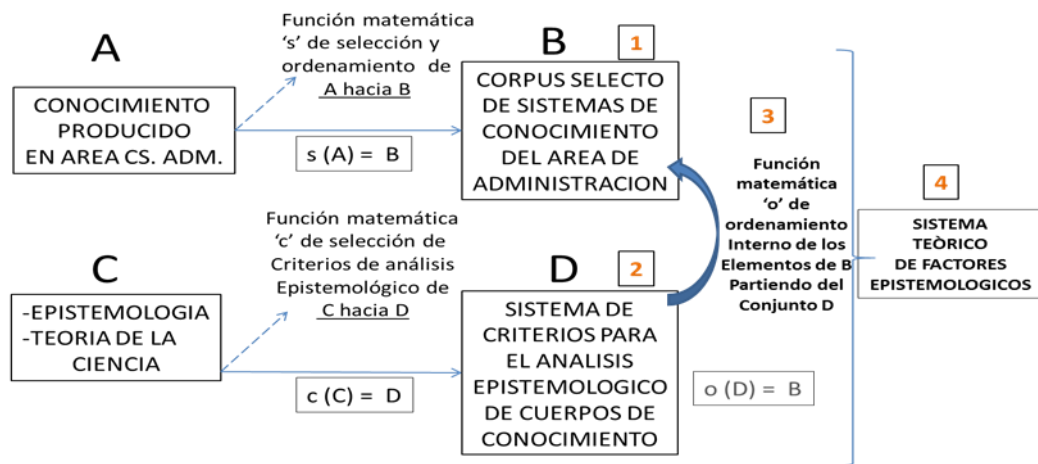 A
CONOCIMIENTO
PRODUCIDO
EN AREA CS. ADM.
Función matemática
‘s’ de selección y
ordenamiento de
A hacia B
s (A) = B
B
1
CORPUS SELECTO
DE SISTEMAS DE
CONOCIMIENTO
DEL AREA DE
ADMINISTRACION
C
-EPISTEMOLOGIA
-TEORIA DE LA
CIENCIA
Función matemática
‘c’ de selección de
Criterios de análisis
Epistemológico de
C hacia D
c (C) = D
D
2
SISTEMA DE
CRITERIOS PARA
EL ANALISIS
EPISTEMOLOGICO
DE CUERPOS DE
CONOCIMIENTO
3
Función
matemática
‘o’ de
ordenamiento
Interno de los
Elementos de B
Partiendo del
Conjunto D
o (D) = B
4
SISTEMA
TEÒRICO
DE FACTORES
EPISTEMOLOGICOS